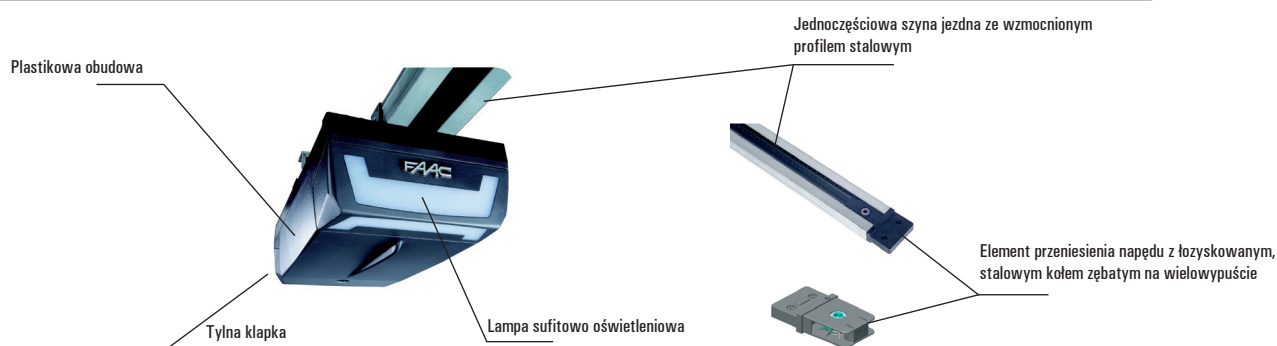 Jednoczęściowa szyna jezdna ze wzmocnionym
profilem stalowym
Plastikowa obudowa
FAAC
Element przeniesienia napędu z łozyskowanym,
stalowym kołem zębatym na wielowypuście
Tylna klapka
Lampa sufitowo oświetleniowa